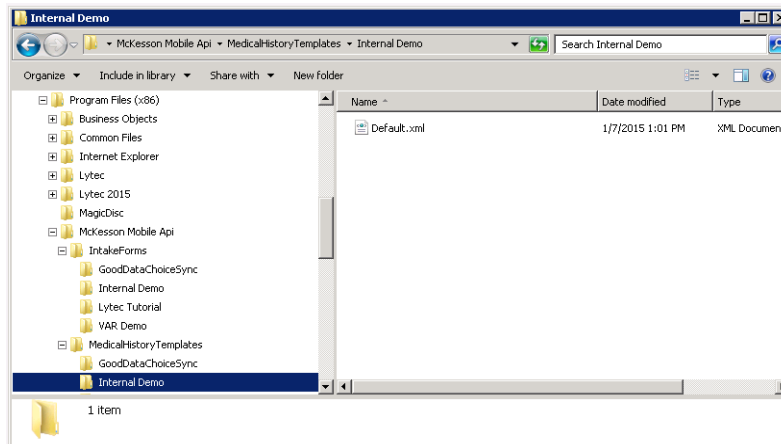 Internal Demo
McKesson Mobile Api MedicalHistoryTemplates Internal Demo
Search Internal Demo
Organize Include in library Share with New folder
Program Files (x86)
Business Objects
Common Files
Internet Explorer
Lytec
Lytec 2015
MagicDisc
McKesson Mobile Api
IntakeForms
GoodDataChoiceSync
Internal Demo
Lytec Tutorial
VAR Demo
MedicalHistoryTemplates
GoodDataChoiceSync
Internal Demo
Name Date modified Type
Default.xml 1/7/2015 1:01 PM XML Documen
1 item